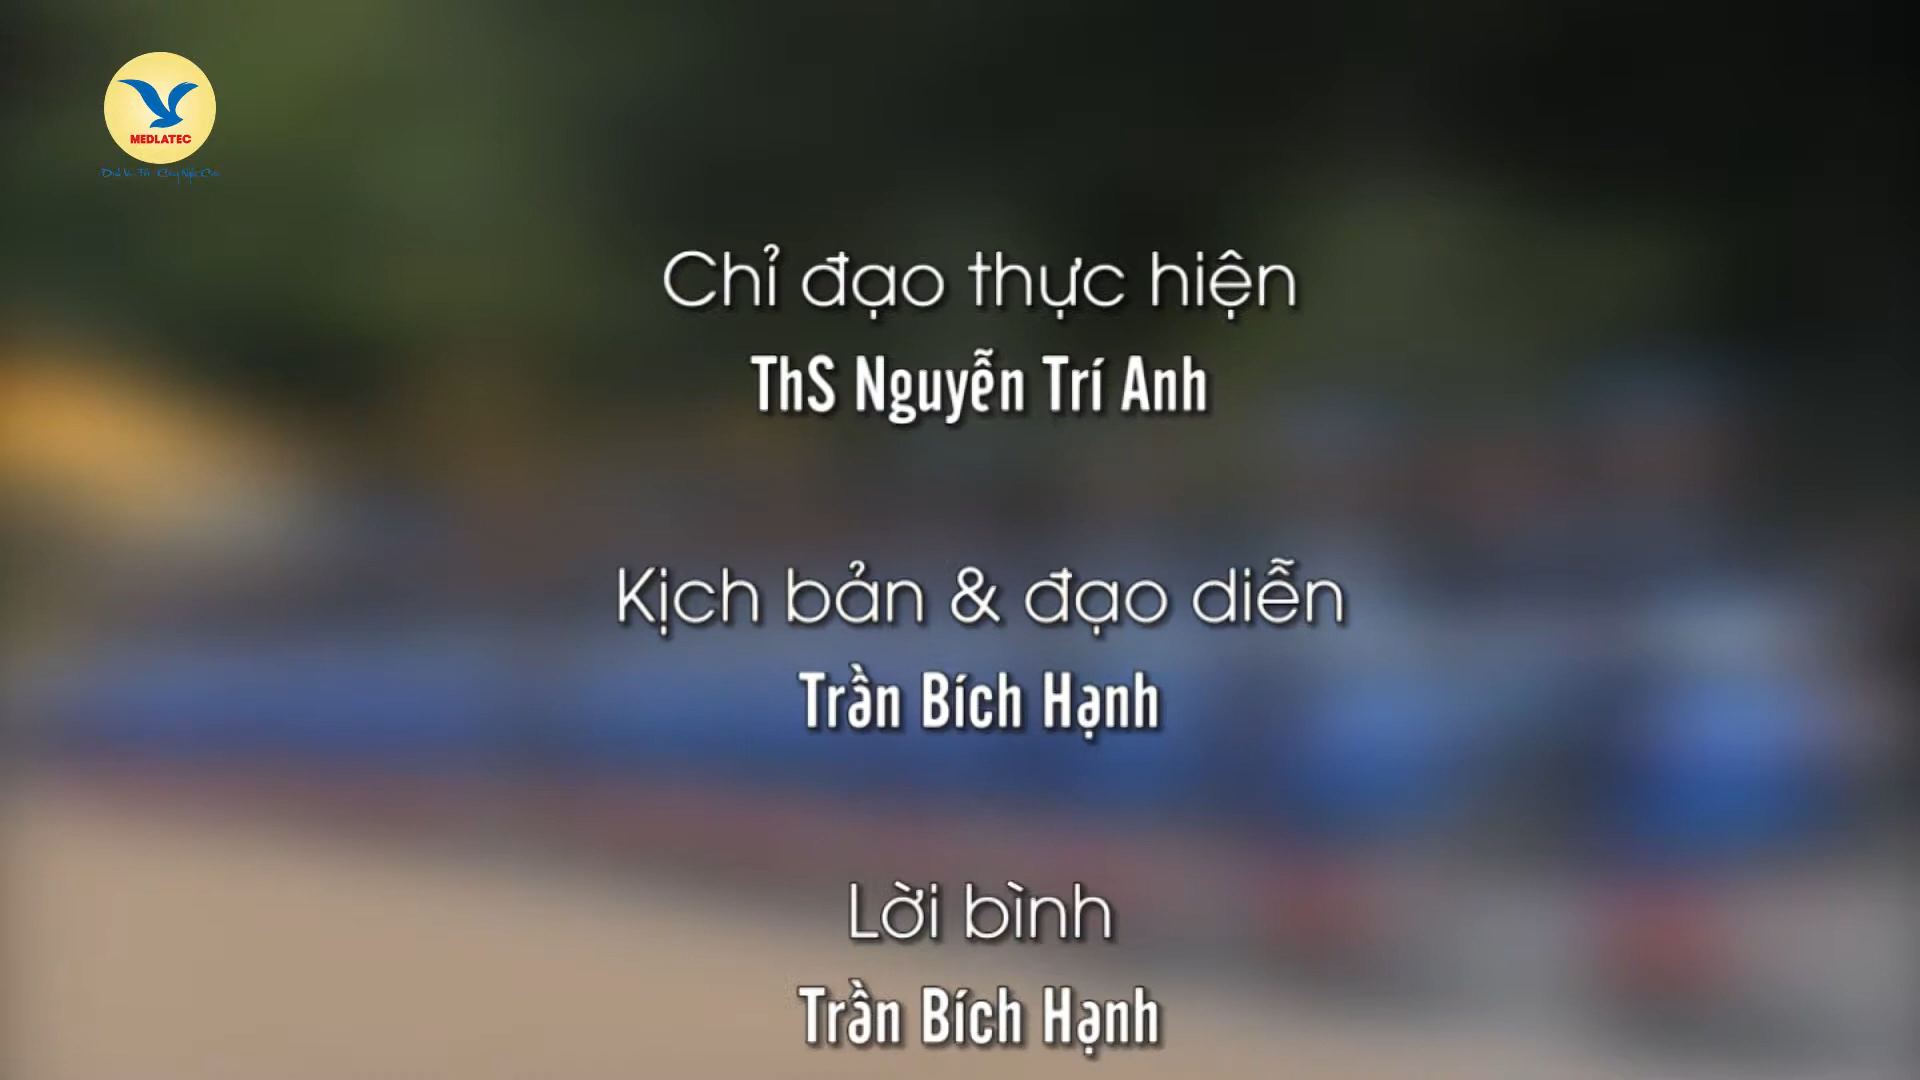 MEDLATEC
Chỉ đạo thực hiện
ThS Nguyễn Trí Anh
Kịch bản & đạo diễn
Trần Bích Hạnh
Lời bình
Trần Bích Hạnh